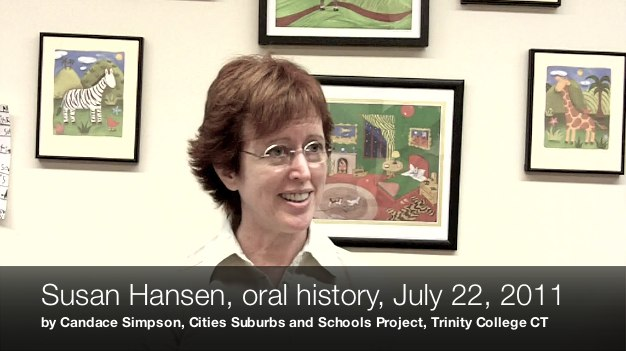 Susan Hansen, oral history, July 22, 2011
by Candace Simpson, Cities Suburbs and Schools Project, Trinity College CT